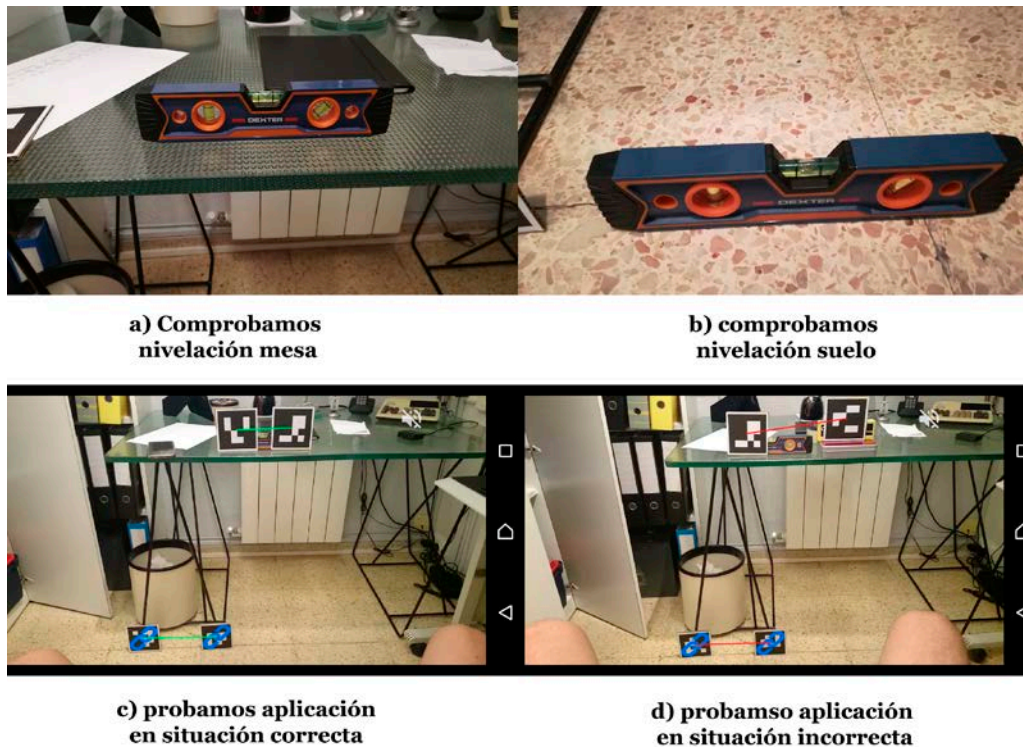 DEXTER
DEXTER
a) Comprobamos
nivelación mesa
b) comprobamos
nivelación suelo
c) probamos aplicación
en situación correcta
d) probamso aplicación
en situación incorrecta